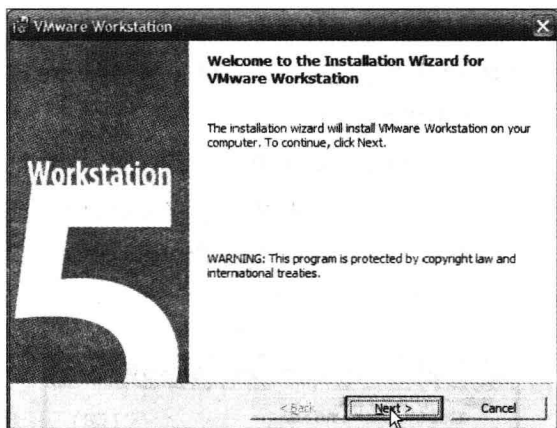 VMware Workstation
Welcome to the Installation Wizard for
VMware Workstation
The installation wizard will install VMware Workstation on your
computer. To continue, click Next.
Workstation
5
WARNING: This program is protected by copyright law and
international treaties.
< Back
Next >
Cancel